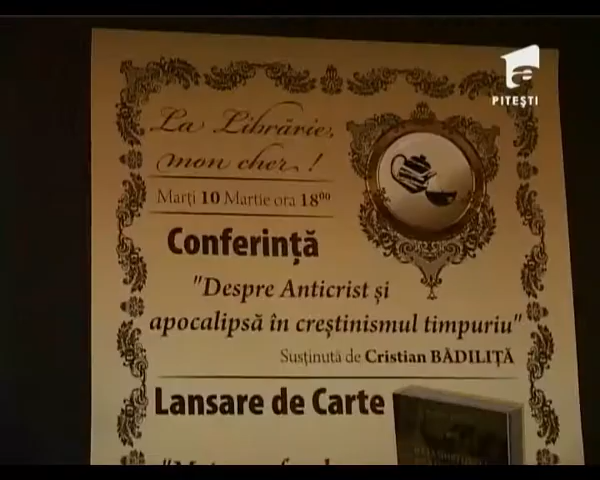 PITEȘTI
La Librărie,
mon cher!
Marți 10 Martie ora 18⁰⁰
Conferință
"Despre Anticrist și
apocalipsă în creștinismul timpuriu"
Susținută de Cristian BĂDILIȚĂ
Lansare de Carte